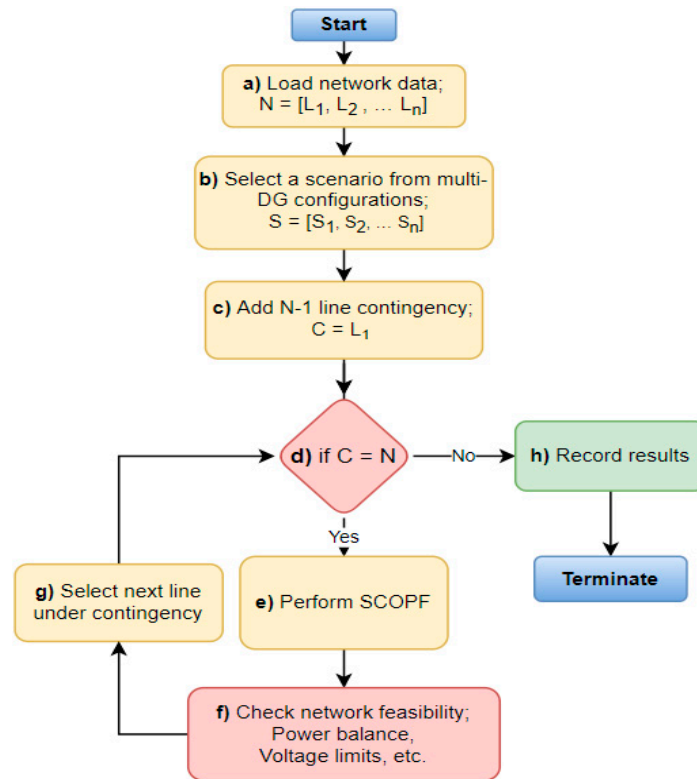 Start
a) Load network data;
N = [L₁, L₂ , ... Lₙ]
b) Select a scenario from multi-
DG configurations;
S = [S₁, S₂, ... Sₙ]
c) Add N-1 line contingency;
C = L₁
d) if C = N
No
h) Record results
Yes
Terminate
g) Select next line
under contingency
e) Perform SCOPF
f) Check network feasibility;
Power balance,
Voltage limits, etc.